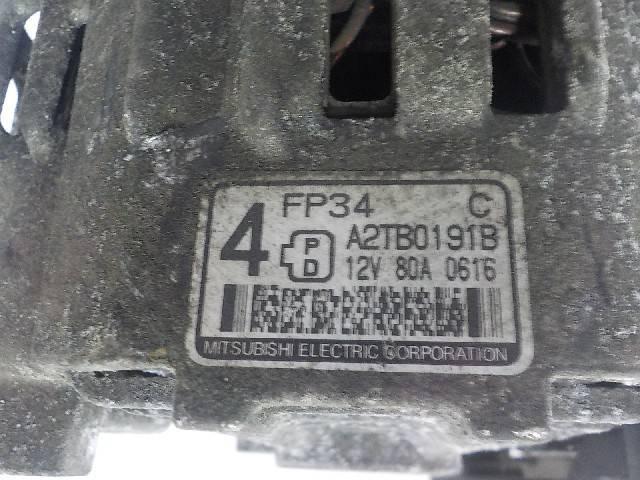 FP34 C
4 P D A2TB0191B
12V 80A 0616
MITSUBISHI ELECTRIC CORPORATION